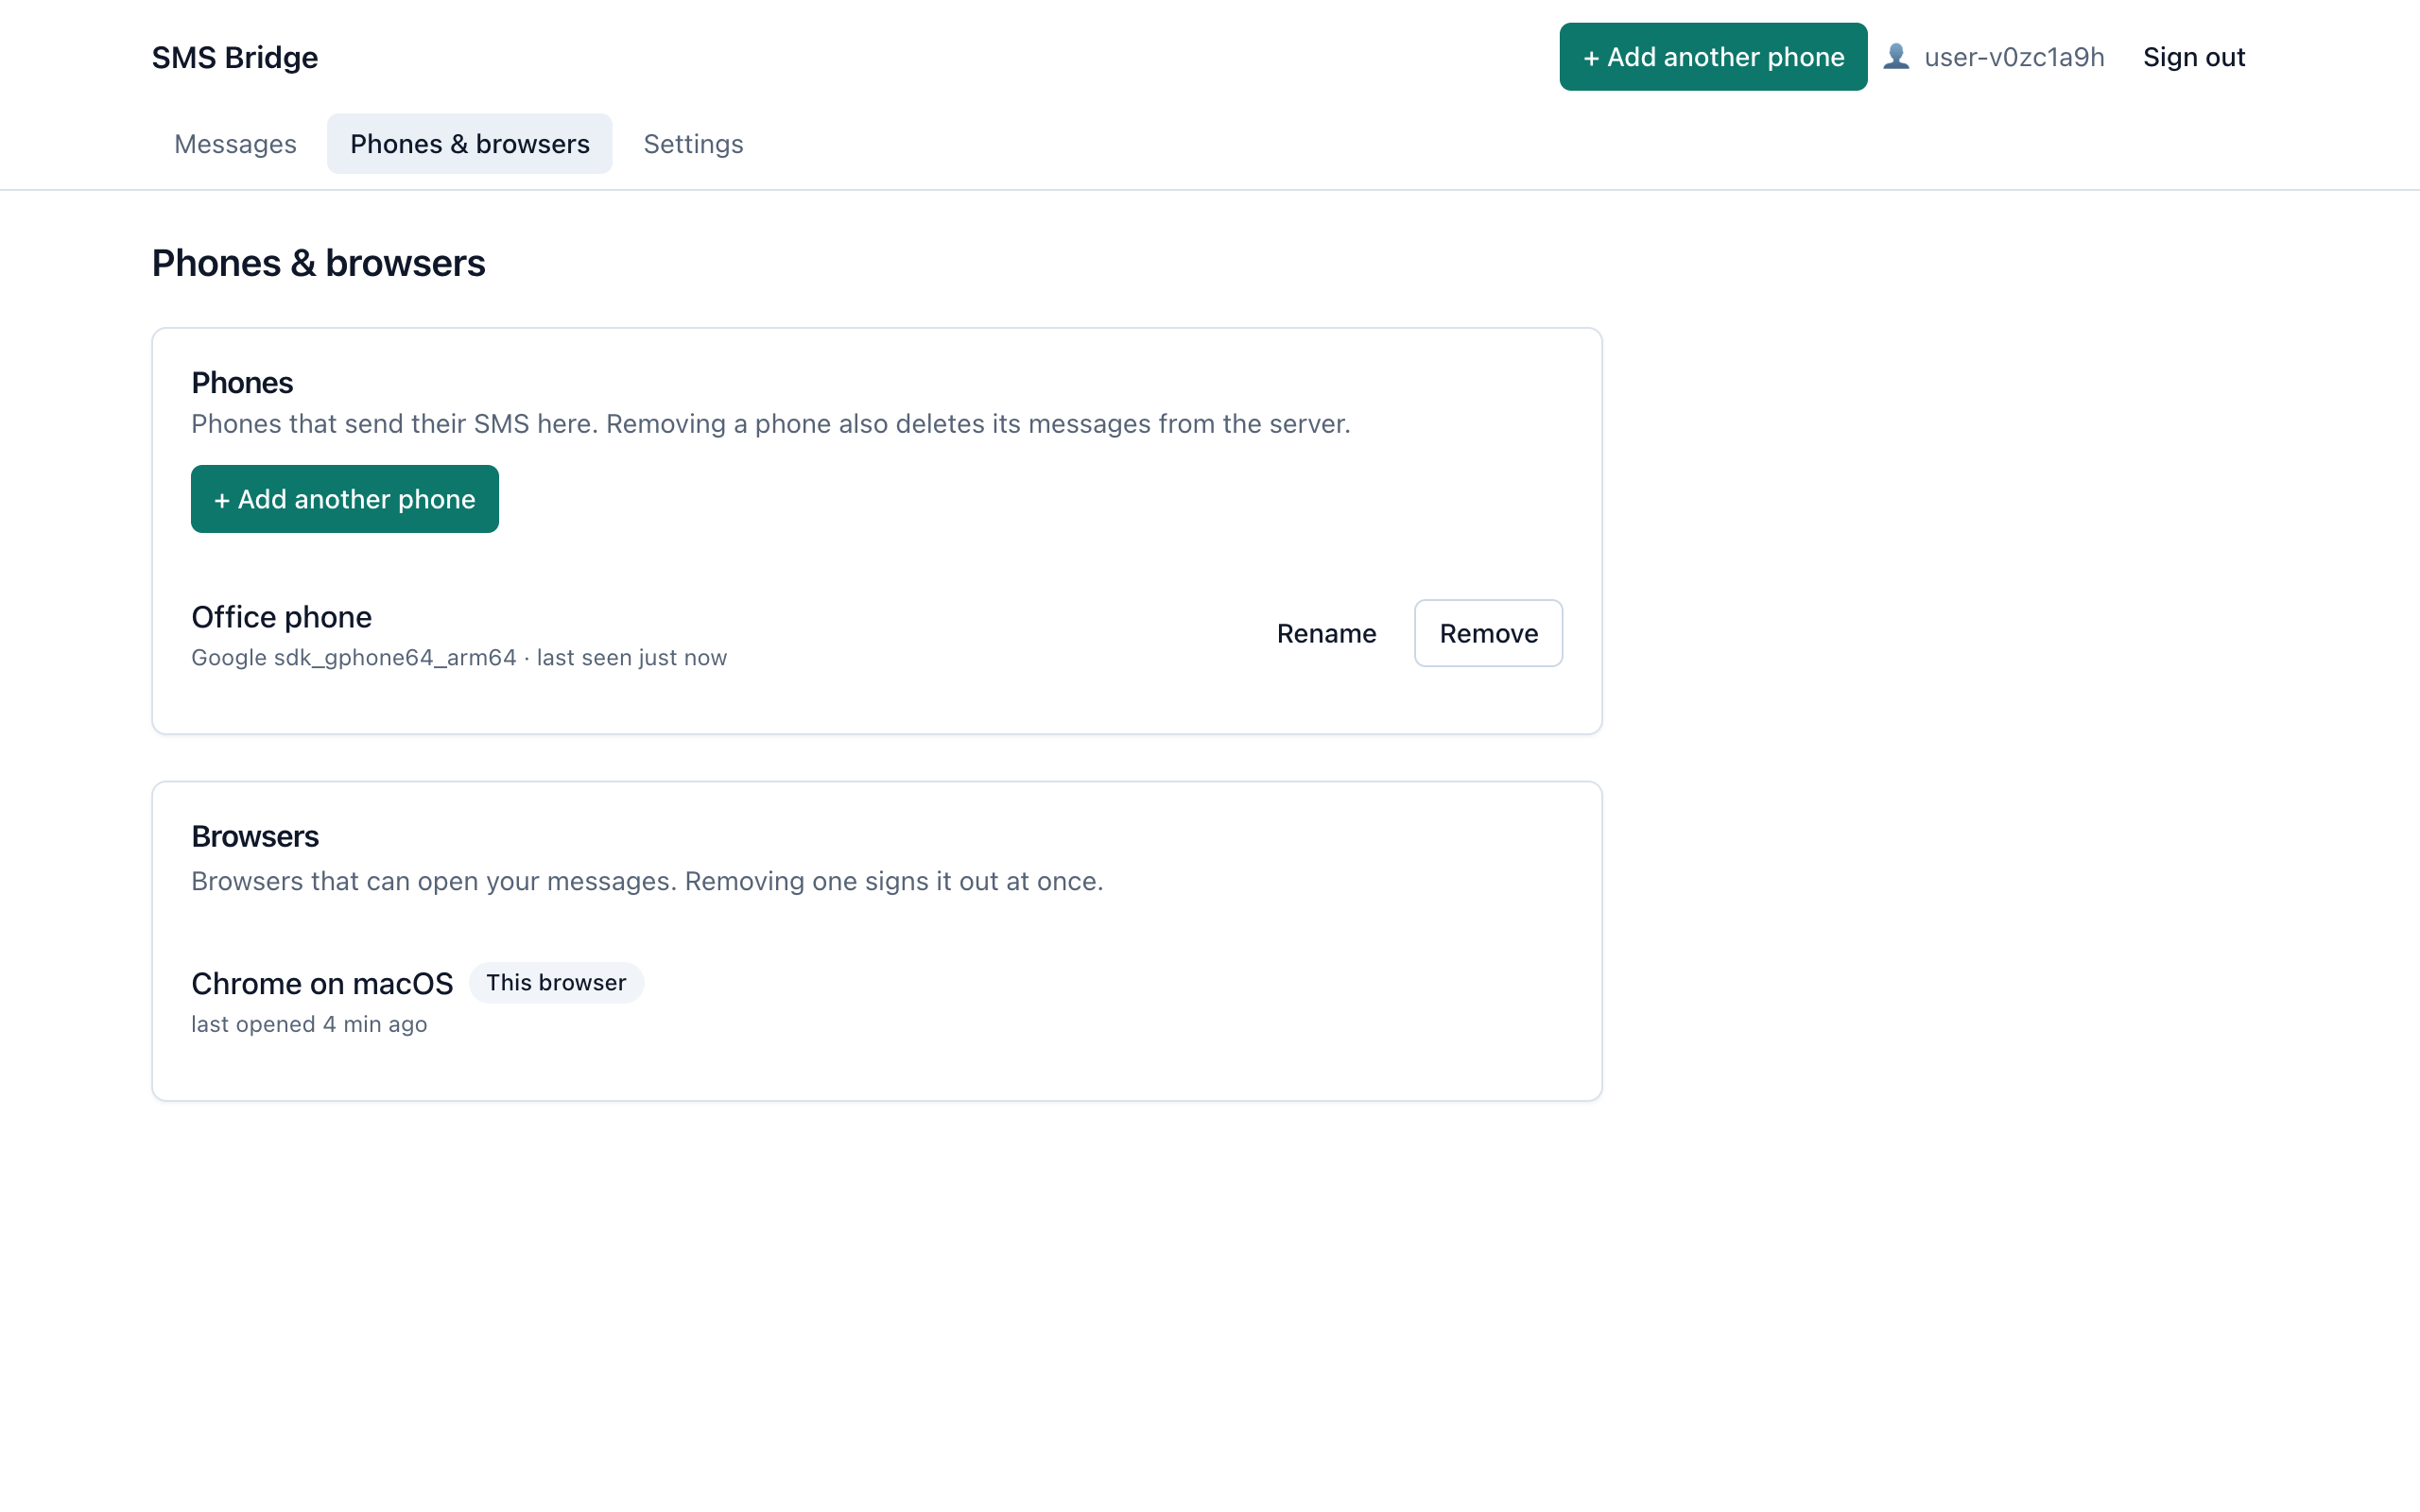 SMS Bridge
+ Add another phone
user-v0zc1a9h
Sign out
Messages
Phones & browsers
Settings
Phones & browsers
Phones
Phones that send their SMS here. Removing a phone also deletes its messages from the server.
+ Add another phone
Office phone
Rename
Remove
Google sdk_gphone64_arm64 · last seen just now
Browsers
Browsers that can open your messages. Removing one signs it out at once.
Chrome on macOS
This browser
last opened 4 min ago